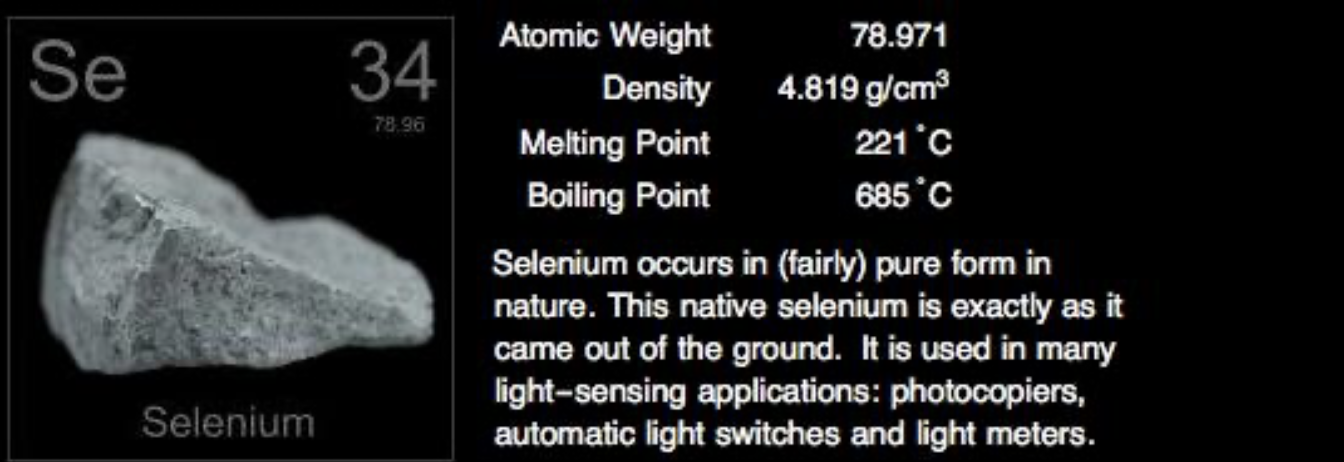 Se 34
78.96
Selenium
Atomic Weight 78.971
Density 4.819 g/cm³
Melting Point 221 ˚C
Boiling Point 685 ˚C
Selenium occurs in (fairly) pure form in
nature. This native selenium is exactly as it
came out of the ground.  It is used in many
light–sensing applications: photocopiers,
automatic light switches and light meters.